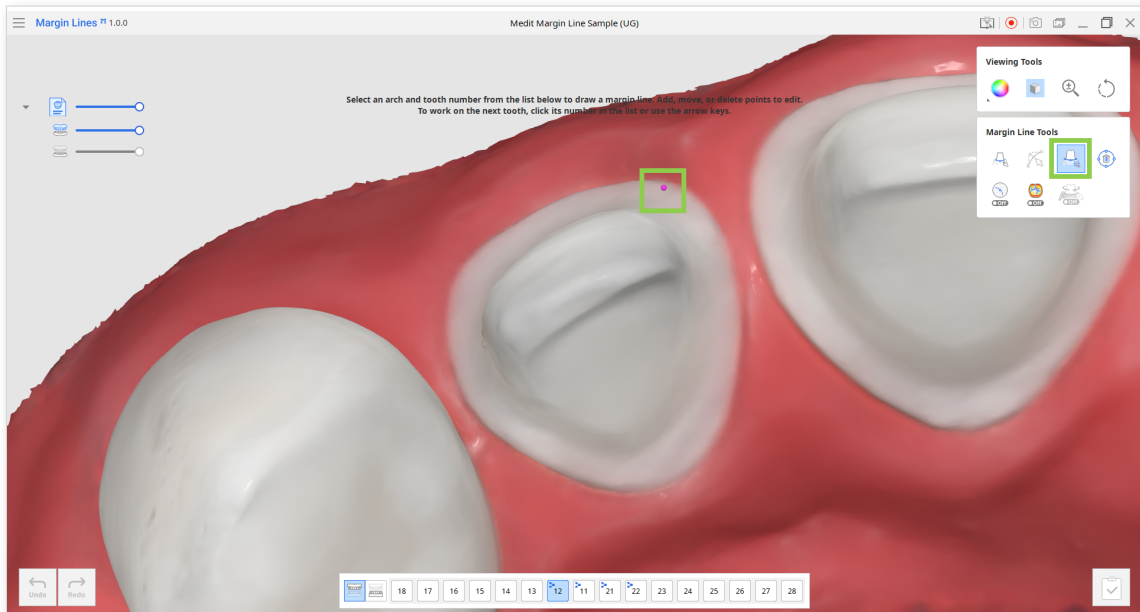 Margin Lines 1.0.0
Medit Margin Line Sample (UG)
Select an arch and tooth number from the list below to draw a margin line. Add, move, or delete points to edit.
To work on the next tooth, click its number in the list or use the arrow keys.
Viewing Tools
Margin Line Tools
Off
Off
Undo
Redo
18 17 16 15 14 13 12 11 21 22 23 24 25 26 27 28